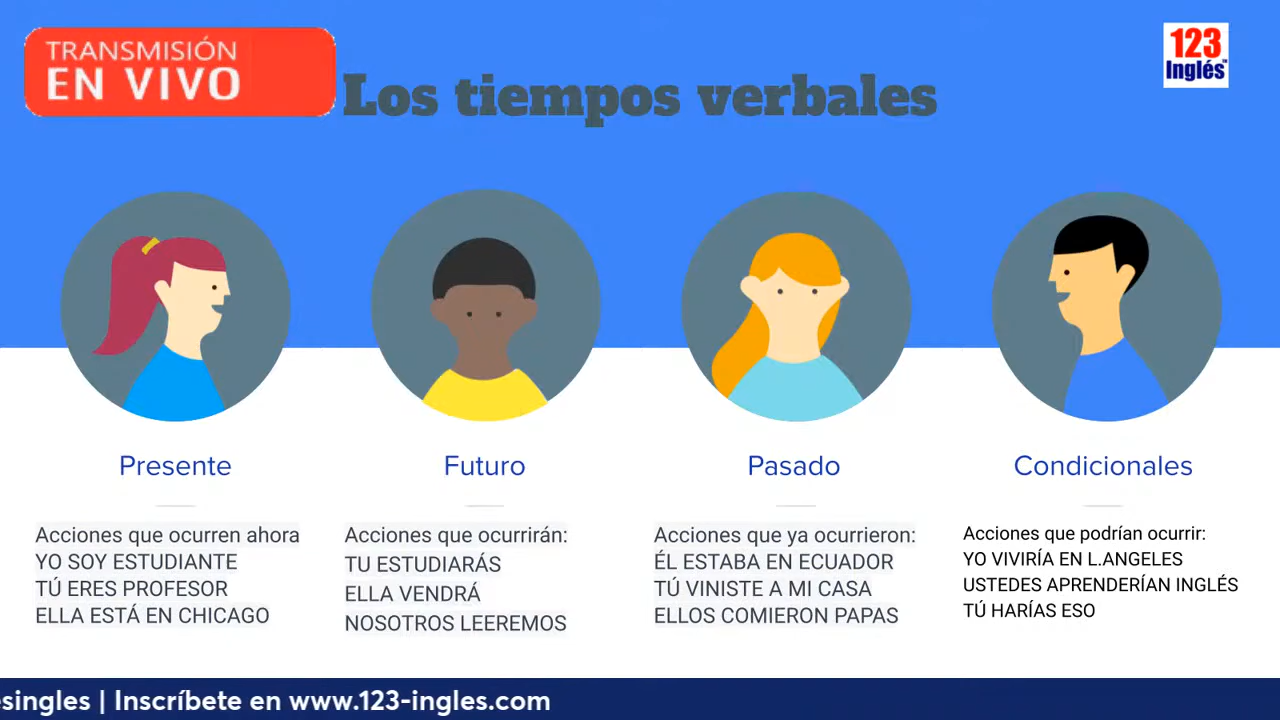 TRANSMISIÓN
EN VIVO
Los tiempos verbales
123
Inglés™
Presente
Acciones que ocurren ahora
YO SOY ESTUDIANTE
TÚ ERES PROFESOR
ELLA ESTÁ EN CHICAGO
Futuro
Acciones que ocurrirán:
TU ESTUDIARÁS
ELLA VENDRÁ
NOSOTROS LEEREMOS
Pasado
Acciones que ya ocurrieron:
ÉL ESTABA EN ECUADOR
TÚ VINISTE A MI CASA
ELLOS COMIERON PAPAS
Condicionales
Acciones que podrían ocurrir:
YO VIVIRÍA EN L.ANGELES
USTEDES APRENDERÍAN INGLÉS
TÚ HARÍAS ESO
esingles | Inscríbete en www.123-ingles.com